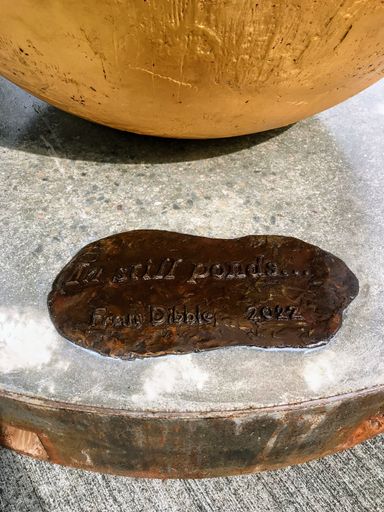 In still ponds...
Fran Dibble 2022